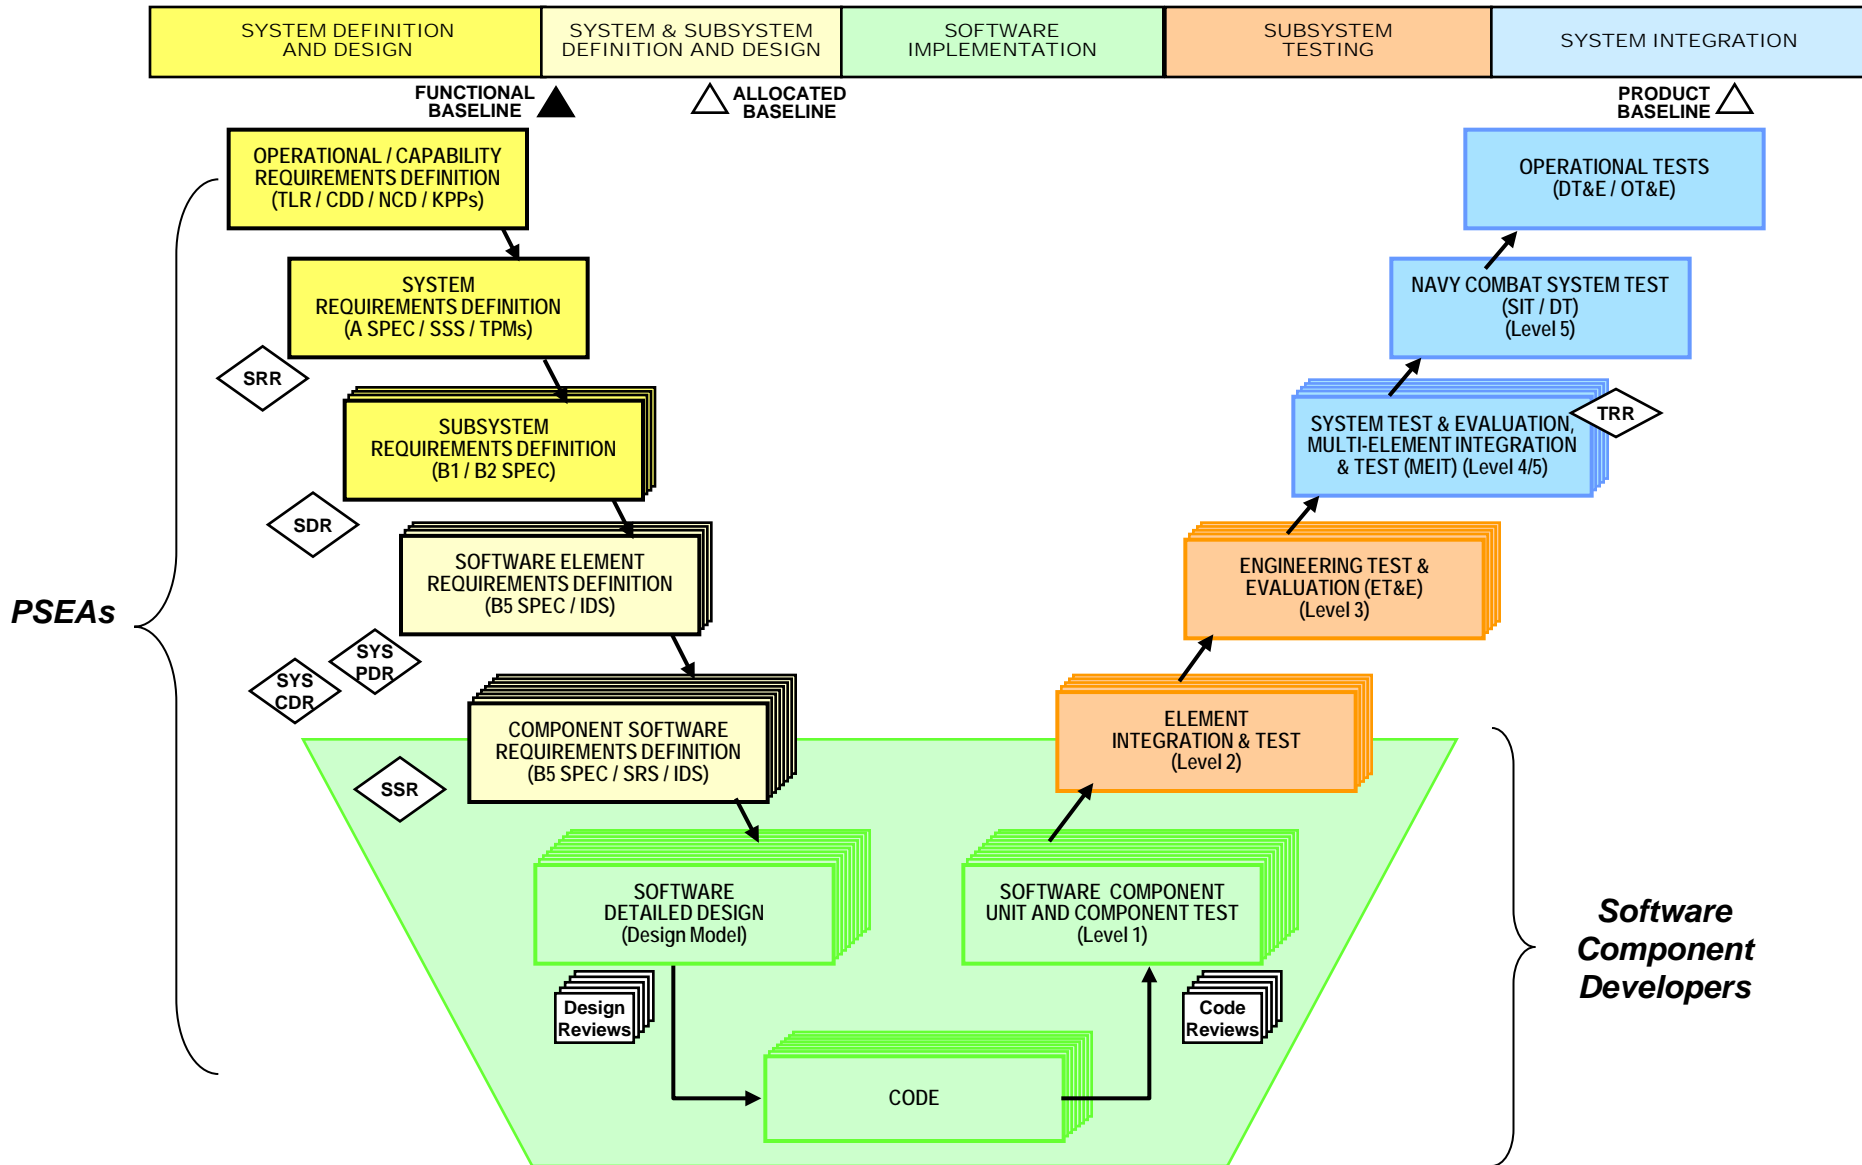 SYSTEM DEFINITION
AND DESIGN
SYSTEM & SUBSYSTEM
DEFINITION AND DESIGN
SOFTWARE
IMPLEMENTATION
SUBSYSTEM
TESTING
SYSTEM INTEGRATION
FUNCTIONAL
BASELINE
ALLOCATED
BASELINE
PRODUCT
BASELINE
OPERATIONAL / CAPABILITY
REQUIREMENTS DEFINITION
(TLR / CDD / NCD / KPPs)
OPERATIONAL TESTS
(DT&E / OT&E)
SYSTEM
REQUIREMENTS DEFINITION
(A SPEC / SSS / TPMs)
NAVY COMBAT SYSTEM TEST
(SIT / DT)
(Level 5)
SRR
SUBSYSTEM
REQUIREMENTS DEFINITION
(B1 / B2 SPEC)
SYSTEM TEST & EVALUATION,
MULTI-ELEMENT INTEGRATION
& TEST (MEIT) (Level 4/5)
TRR
SDR
SOFTWARE ELEMENT
REQUIREMENTS DEFINITION
(B5 SPEC / IDS)
ENGINEERING TEST &
EVALUATION (ET&E)
(Level 3)
PSEAs
SYS
PDR
SYS
CDR
COMPONENT SOFTWARE
REQUIREMENTS DEFINITION
(B5 SPEC / SRS / IDS)
ELEMENT
INTEGRATION & TEST
(Level 2)
SSR
SOFTWARE
DETAILED DESIGN
(Design Model)
SOFTWARE COMPONENT
UNIT AND COMPONENT TEST
(Level 1)
Software
Component
Developers
Design
Reviews
Code
Reviews
CODE